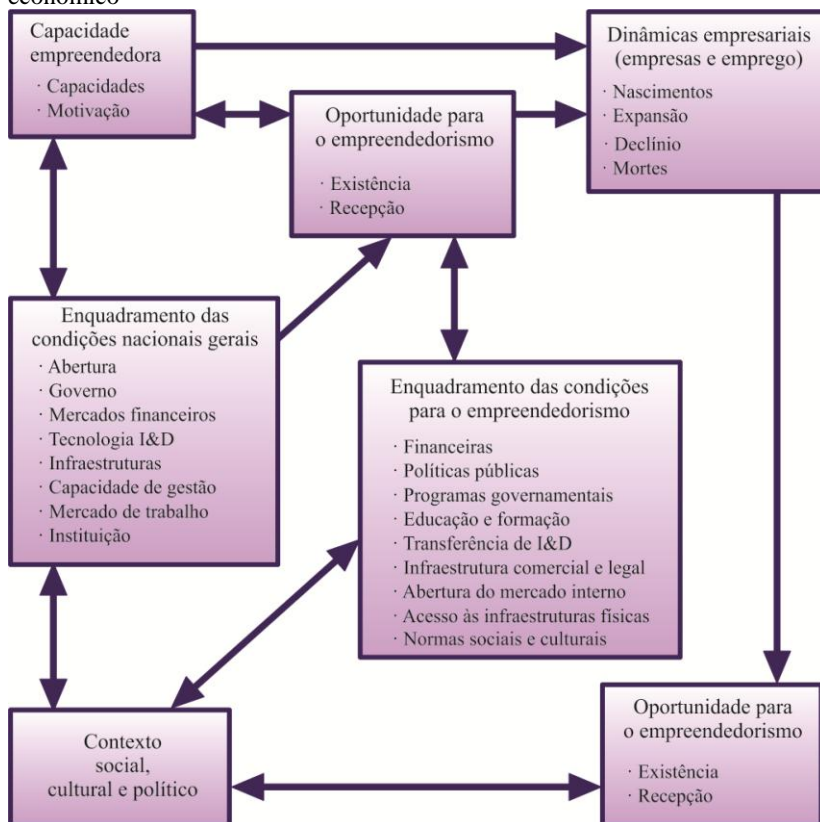 económico
Capacidade
empreendedora
· Capacidades
· Motivação
Oportunidade para
o empreendedorismo
· Existência
· Recepção
Dinâmicas empresariais
(empresas e emprego)
· Nascimentos
· Expansão
· Declínio
· Mortes
Enquadramento das
condições nacionais gerais
· Abertura
· Governo
· Mercados financeiros
· Tecnologia I&D
· Infraestruturas
· Capacidade de gestão
· Mercado de trabalho
· Instituição
Enquadramento das condições
para o empreendedorismo
· Financeiras
· Políticas públicas
· Programas governamentais
· Educação e formação
· Transferência de I&D
· Infraestrutura comercial e legal
· Abertura do mercado interno
· Acesso às infraestruturas físicas
· Normas sociais e culturais
Contexto
social,
cultural e político
Oportunidade para
o empreendedorismo
· Existência
· Recepção